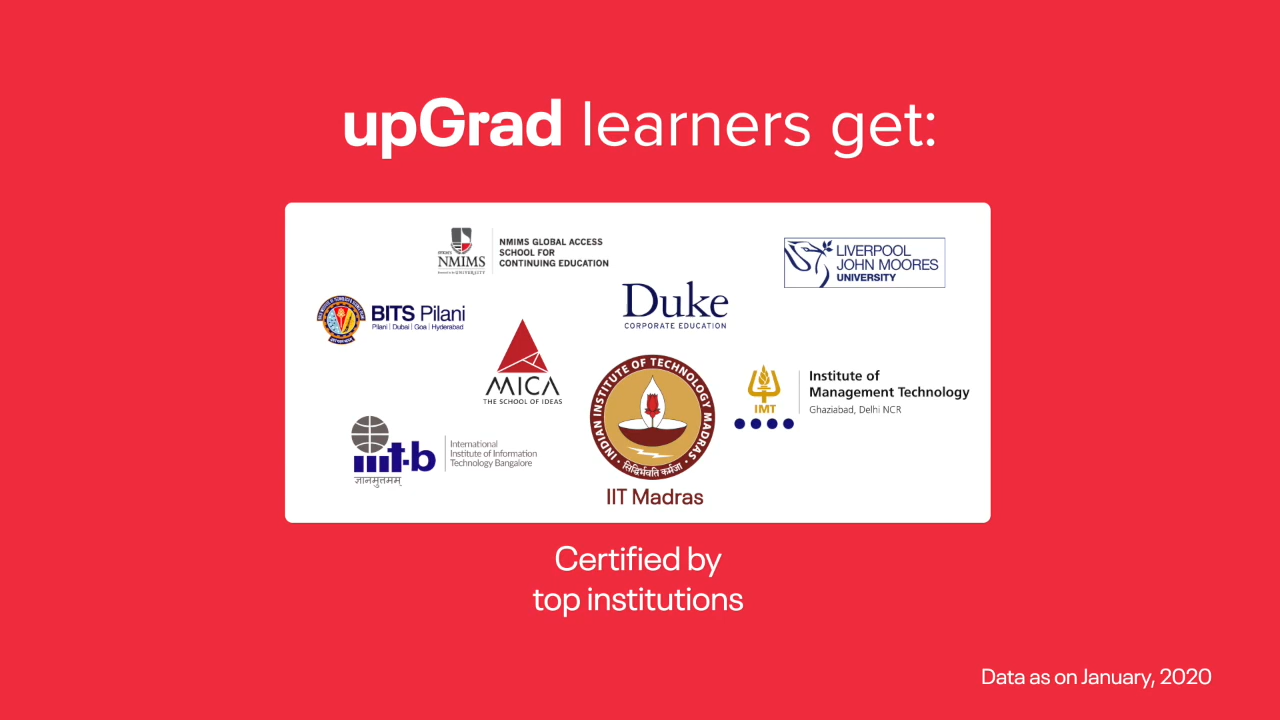 upGrad learners get:
NMIMS
NMIMS GLOBAL ACCESS
SCHOOL FOR
CONTINUING EDUCATION
LIVERPOOL
JOHN MOORES
UNIVERSITY
BITS Pilani
Pilani | Dubai | Goa | Hyderabad
Duke
CORPORATE EDUCATION
MICA
THE SCHOOL OF IDEAS
INDIAN INSTITUTE OF TECHNOLOGY MADRAS
सिद्धिर्भवति कर्मजा
IIT Madras
IMT
Institute of
Management Technology
Ghaziabad, Delhi NCR
iiit-b
International
Institute of Information
Technology Bangalore
ज्ञानमुत्तमम्
Certified by
top institutions
Data as on January, 2020